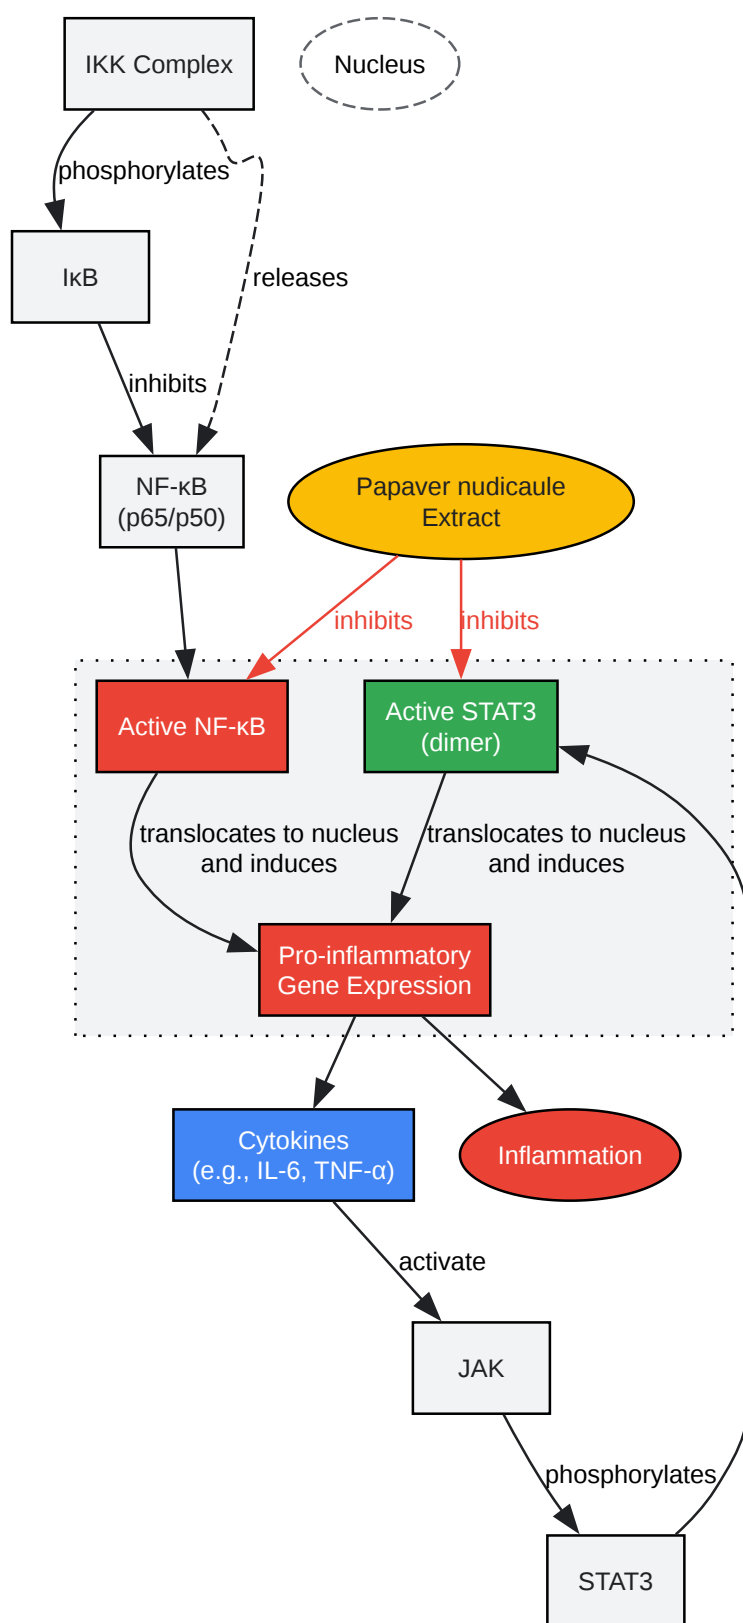 IKK Complex
Nucleus
phosphorylates
IκB
releases
inhibits
NF-κB
(p65/p50)
Papaver nudicaule
Extract
inhibits
inhibits
Active NF-κB
Active STAT3
(dimer)
translocates to nucleus
and induces
translocates to nucleus
and induces
Pro-inflammatory
Gene Expression
Cytokines
(e.g., IL-6, TNF-α)
Inflammation
activate
JAK
phosphorylates
STAT3